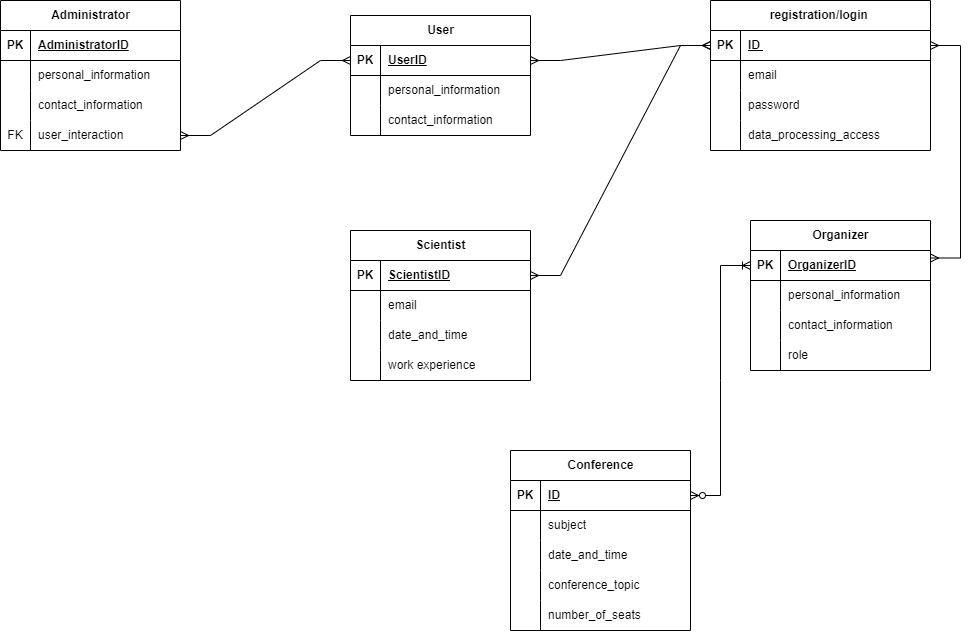 Administrator
PK AdministratorID
personal_information
contact_information
FK user_interaction
User
PK UserID
personal_information
contact_information
registration/login
PK ID
email
password
data_processing_access
Scientist
PK ScientistID
email
date_and_time
work experience
Organizer
PK OrganizerID
personal_information
contact_information
role
Conference
PK ID
subject
date_and_time
conference_topic
number_of_seats